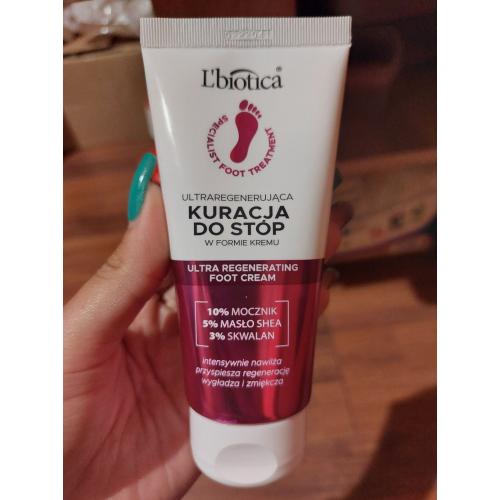 L'biotica®
SPECIALIST FOOT TREATMENT
ULTRAREGENERUJĄCA
KURACJA
DO STÓP
W FORMIE KREMU
ULTRA REGENERATING
FOOT CREAM
10% MOCZNIK
5% MASŁO SHEA
3% SKWALAN
intensywnie nawilża
przyspiesza regenerację
wygładza i zmiękcza